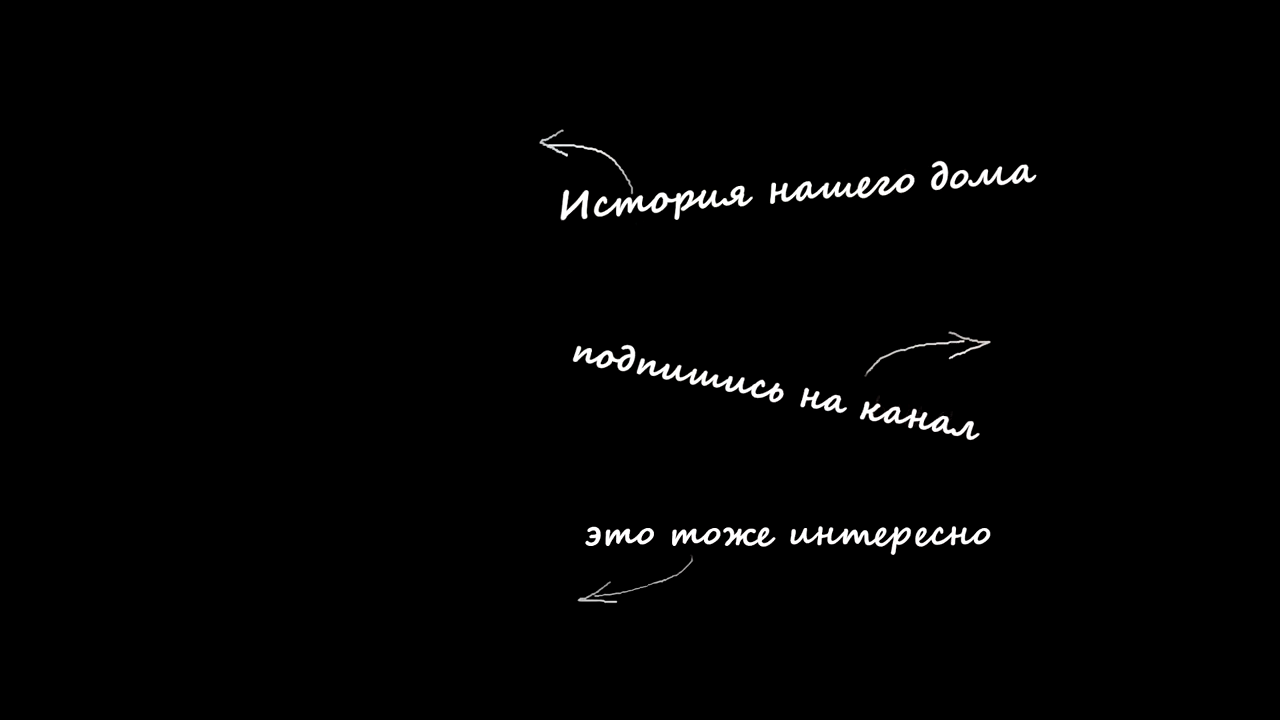 История нашего дома
подпишись на канал
это тоже интересно